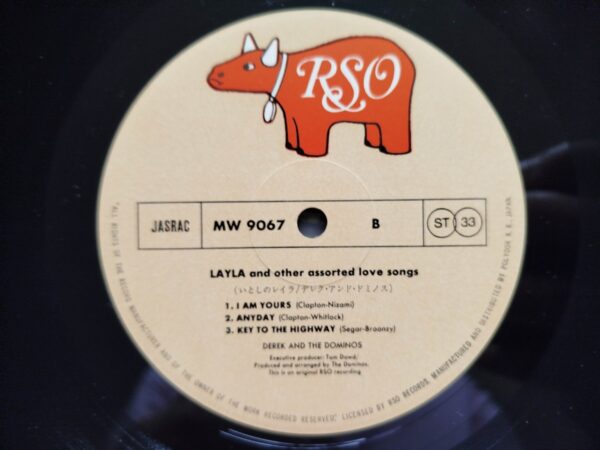 RSO
JASRAC
MW 9067
B
ST 33
LAYLA and other assorted love songs
(いとしのレイラ/デレク・アンド・ドミノス)
1. I AM YOURS (Clapton-Nizami)
2. ANYDAY (Clapton-Whitlock)
3. KEY TO THE HIGHWAY (Segar-Broonzy)
DEREK AND THE DOMINOS
Executive producer: Tom Dowd/
Produced and arranged by The Dominos.
This is an original RSO recording
"ALL RIGHTS OF THE RECORD MANUFACTURER AND OF THE OWNER OF THE WORK RECORDED RESERVED." LICENSED BY RSO RECORDS, MANUFACTURED AND DISTRIBUTED BY POLYDOR K.K. JAPAN.